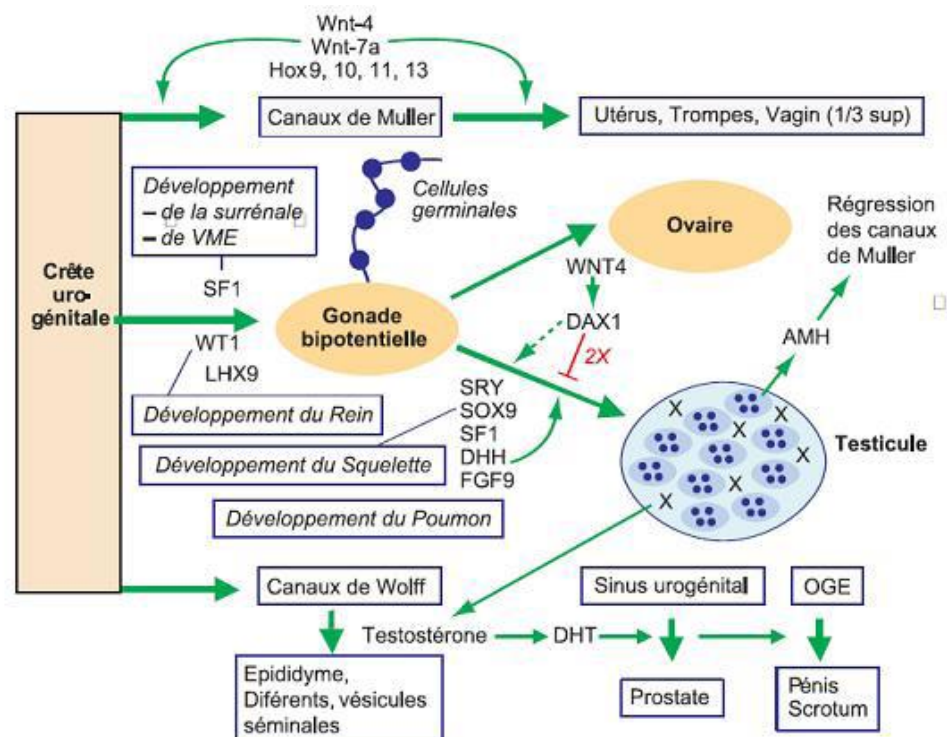 Wnt-4
Wnt-7a
Hox9, 10, 11, 13
Canaux de Muller
Utérus, Trompes, Vagin (1/3 sup)
Développement
– de la surrénale
– de VME
SF1
Cellules
germinales
Ovaire
Régression
des canaux
de Muller
Crête
uro-
génitale
Gonade
bipotentielle
WNT4
DAX1
2X
AMH
WT1
LHX9
Développement du Rein
SRY
SOX9
SF1
DHH
FGF9
Développement du Squelette
Développement du Poumon
X
X
X
X
X
X
Testicule
Canaux de Wolff
Sinus urogénital
OGE
Testostérone
DHT
Epididyme,
Diférents, vésicules
séminales
Prostate
Pénis
Scrotum